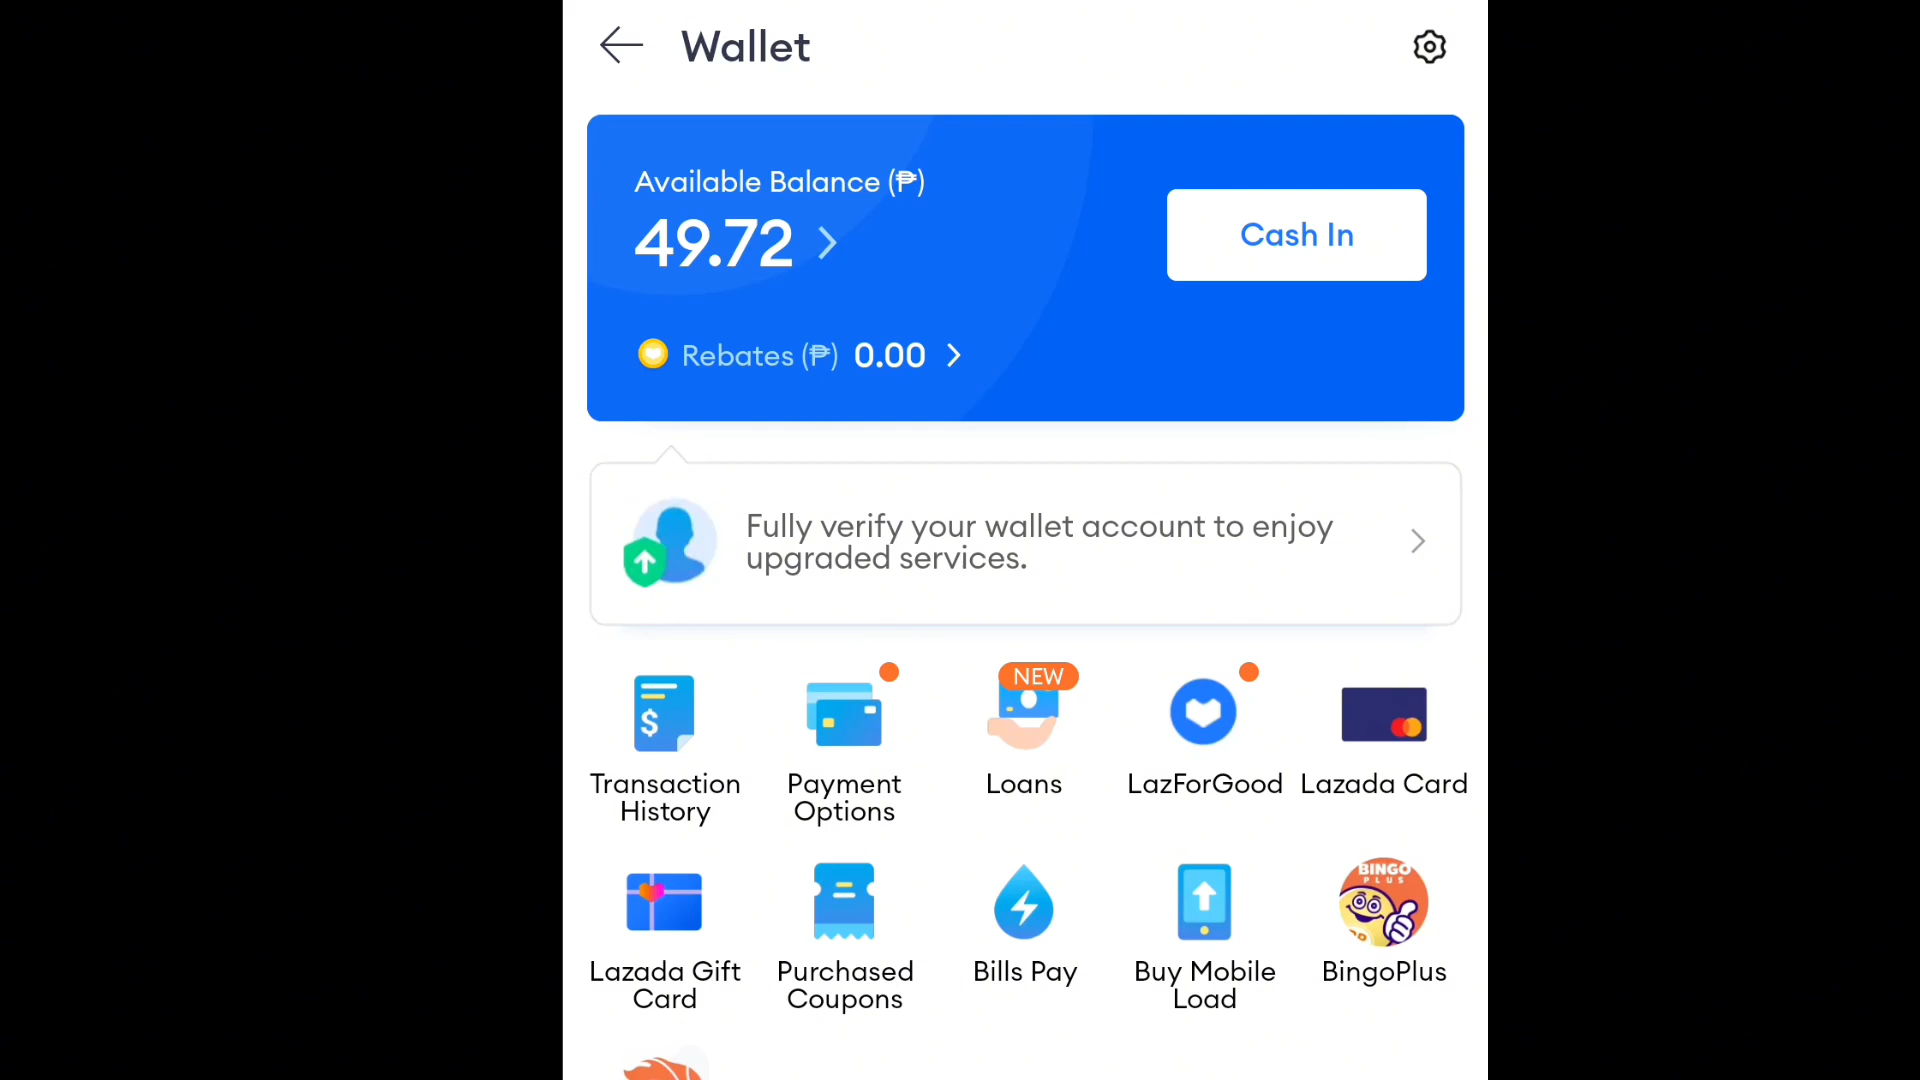 Wallet
Available Balance (₱)
49.72
Cash In
Rebates (₱) 0.00
Fully verify your wallet account to enjoy
upgraded services.
NEW
$
Transaction
History
Payment
Options
Loans
LazForGood
Lazada Card
BINGO
PLUS
Lazada Gift
Card
Purchased
Coupons
Bills Pay
Buy Mobile
Load
BingoPlus